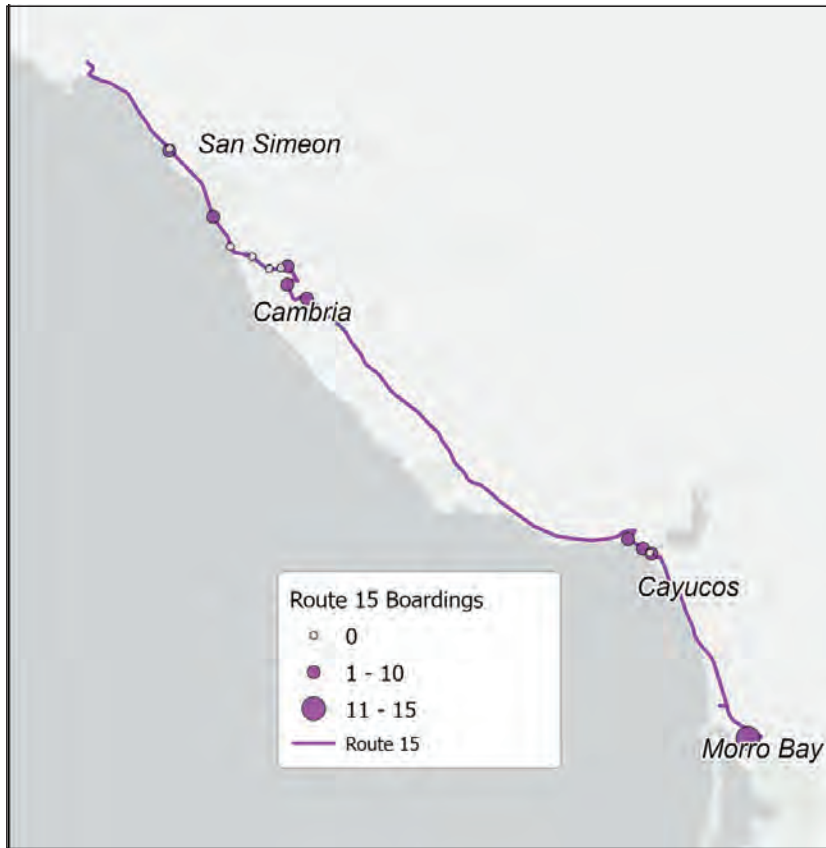 San Simeon
Cambria
Cayucos
Morro Bay
Route 15 Boardings
0
1 - 10
11 - 15
Route 15